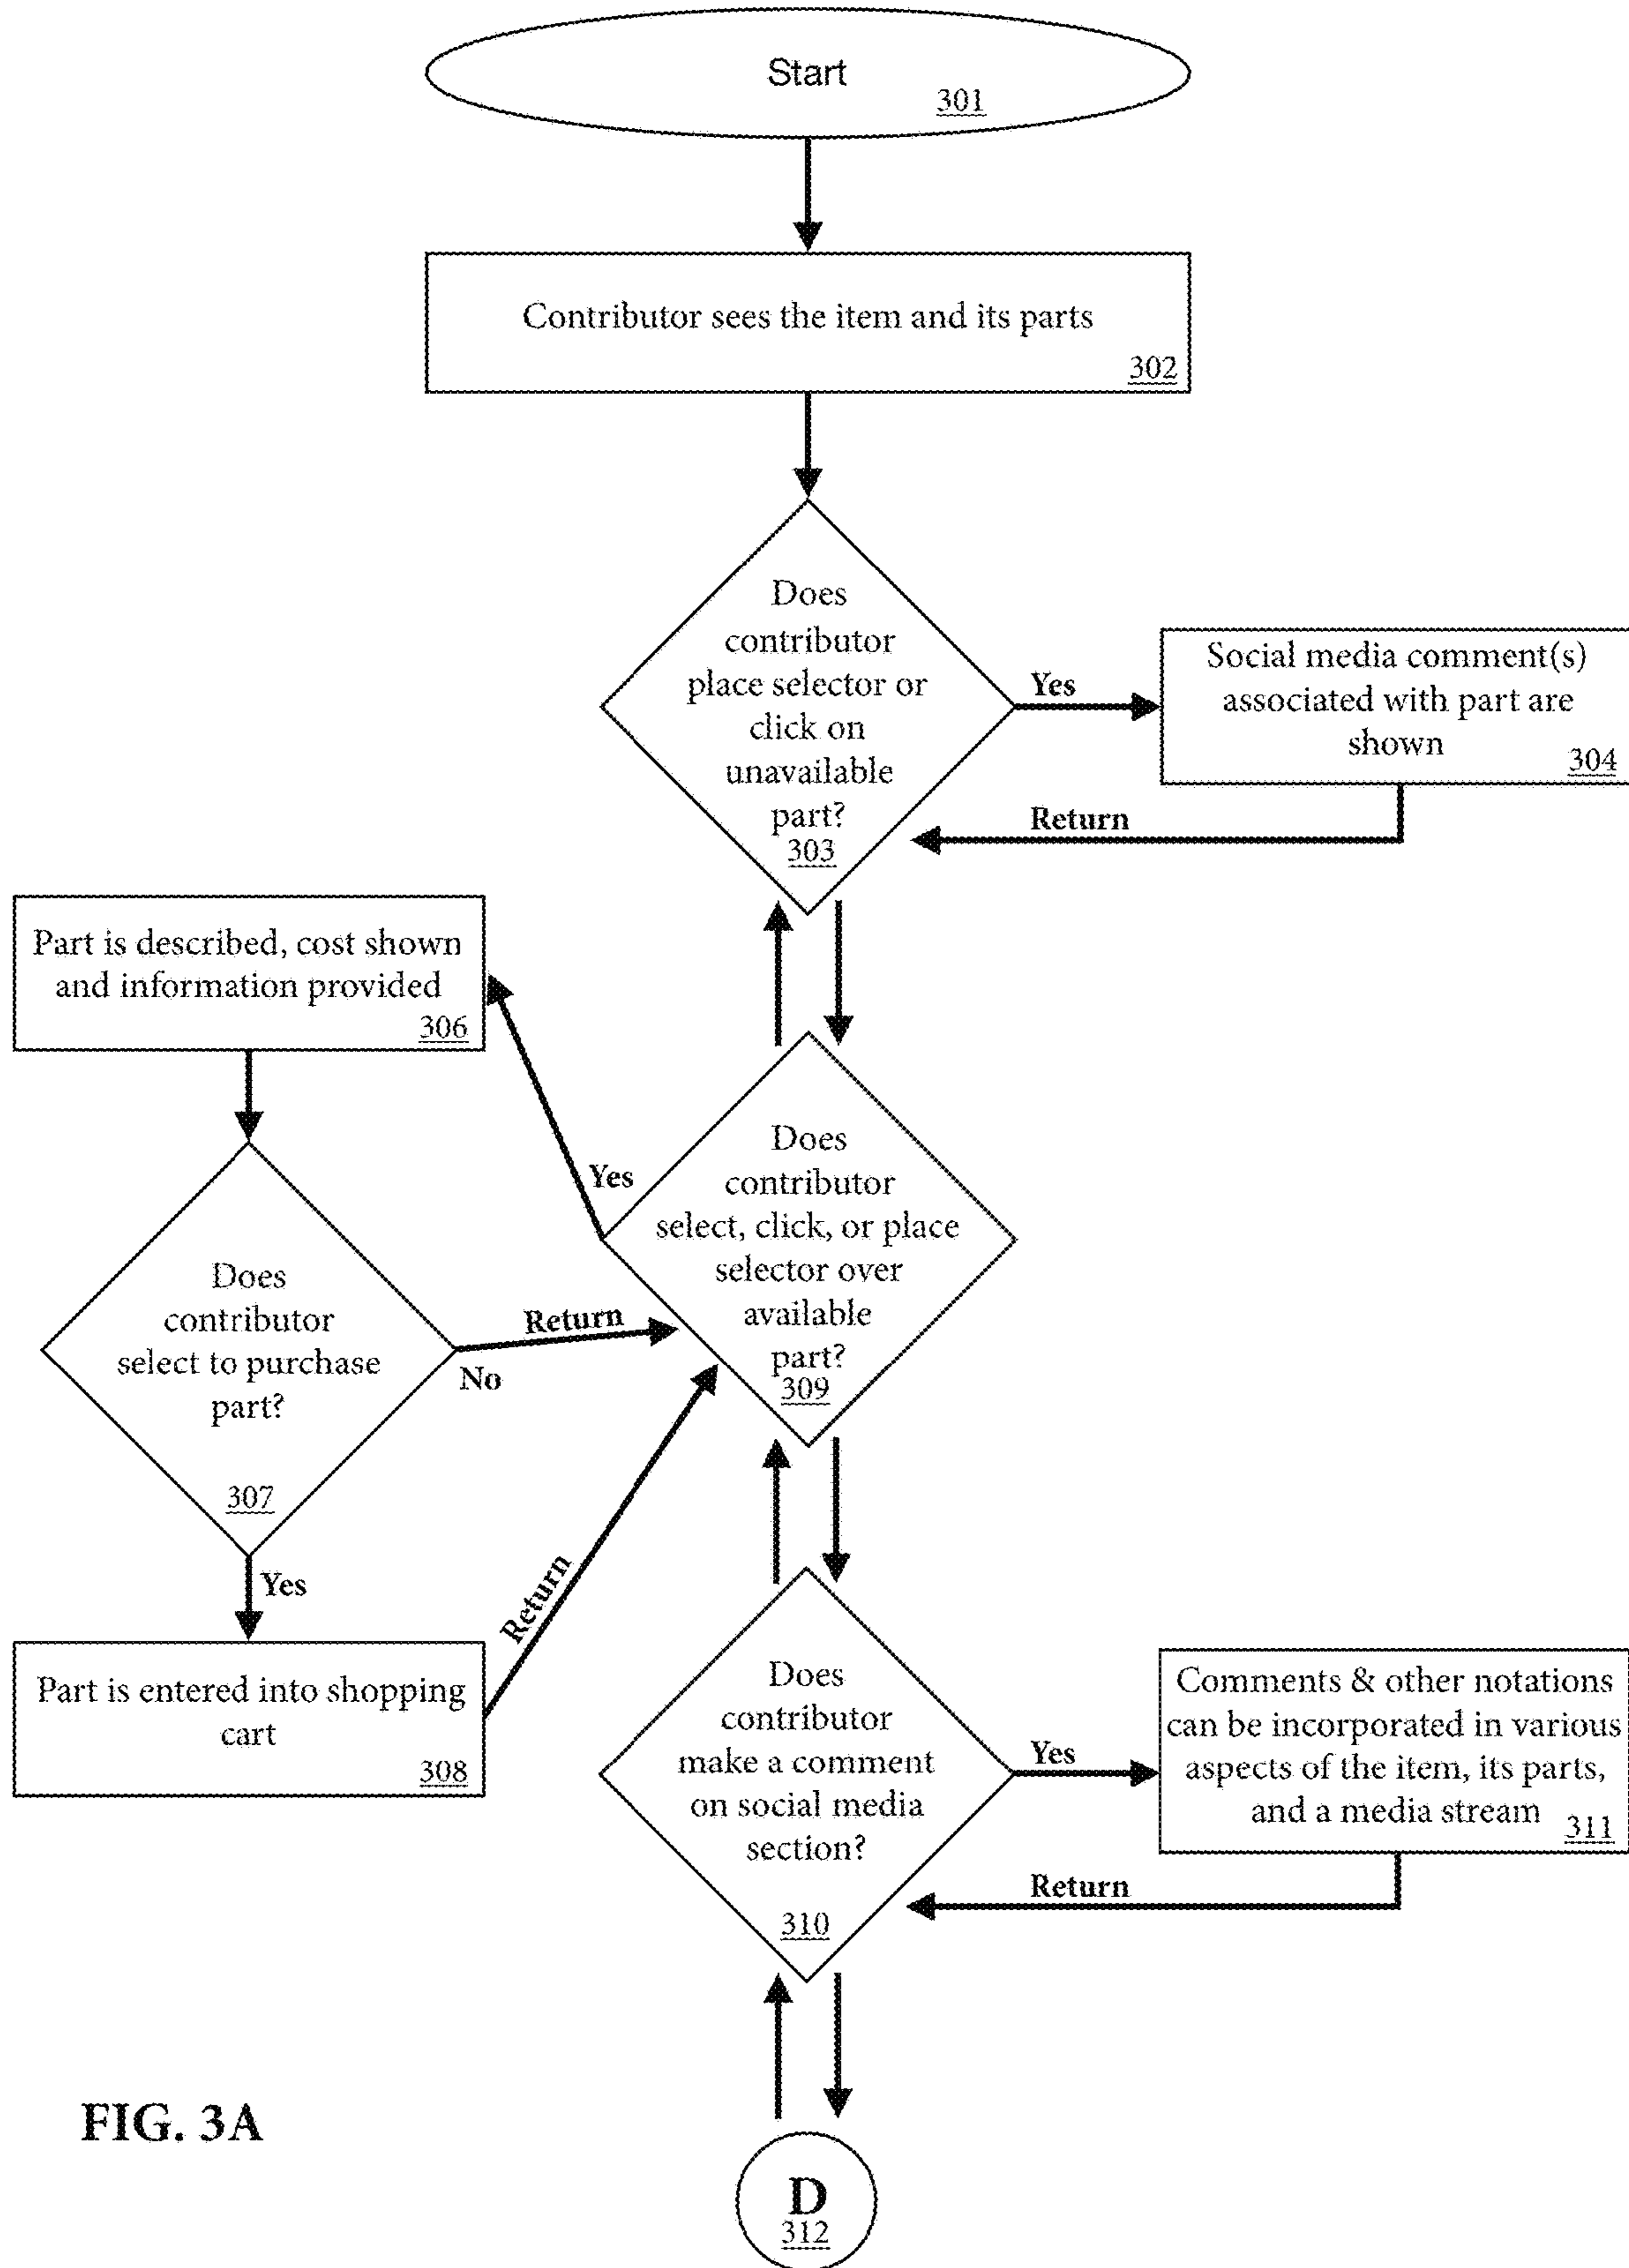 Start
301
Contributor sees the item and its parts
302
Does
contributor
place selector or
click on
unavailable
part?
303
Yes
Social media comment(s)
associated with part are
shown
304
Return
Part is described, cost shown
and information provided
306
Yes
Does
contributor
select, click, or place
selector over
available
part?
309
Does
contributor
select to purchase
part?
307
Return
No
Yes
Return
Part is entered into shopping
cart
308
Does
contributor
make a comment
on social media
section?
310
Yes
Comments & other notations
can be incorporated in various
aspects of the item, its parts,
and a media stream
311
Return
FIG. 3A
D
312